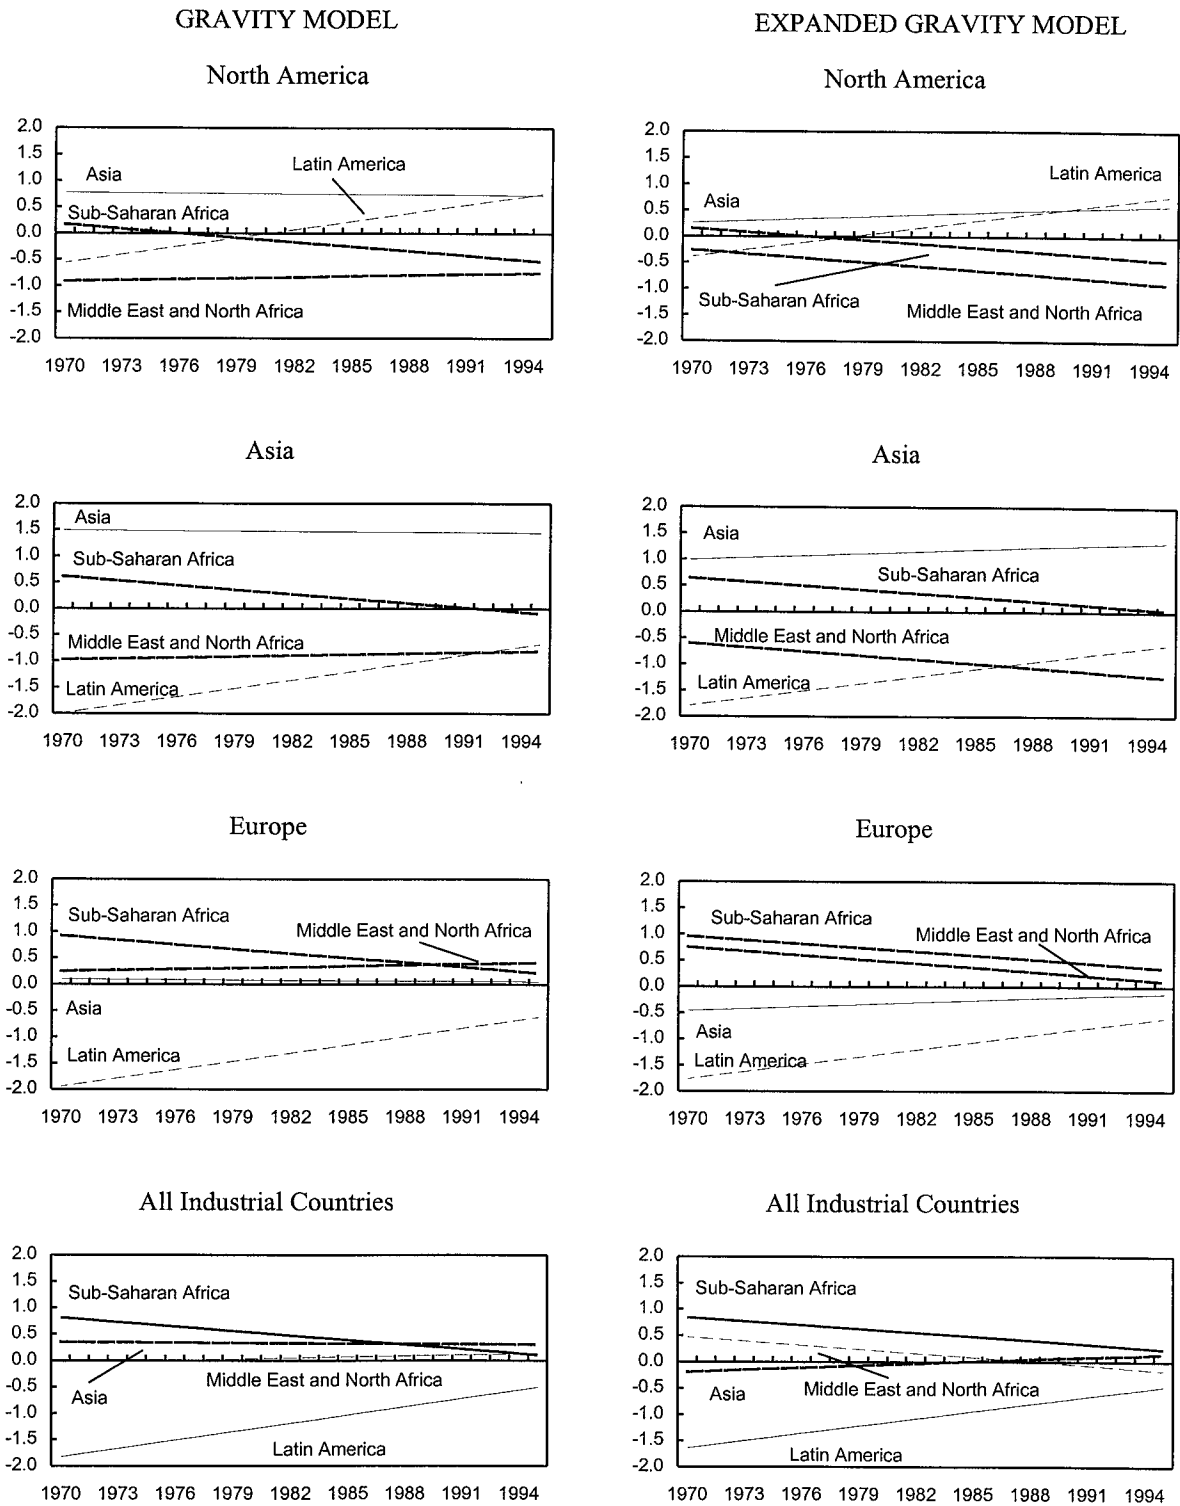 GRAVITY MODEL
EXPANDED GRAVITY MODEL
North America
2.0
1.5
1.0
0.5
0.0
-0.5
-1.0
-1.5
-2.0
Asia
Latin America
Sub-Saharan Africa
Middle East and North Africa
1970 1973 1976 1979 1982 1985 1988 1991 1994
North America
2.0
1.5
1.0
0.5
0.0
-0.5
-1.0
-1.5
-2.0
Latin America
Asia
Sub-Saharan Africa
Middle East and North Africa
1970 1973 1976 1979 1982 1985 1988 1991 1994
Asia
2.0
1.5
1.0
0.5
0.0
-0.5
-1.0
-1.5
-2.0
Asia
Sub-Saharan Africa
Middle East and North Africa
Latin America
1970 1973 1976 1979 1982 1985 1988 1991 1994
Asia
2.0
1.5
1.0
0.5
0.0
-0.5
-1.0
-1.5
-2.0
Asia
Sub-Saharan Africa
Middle East and North Africa
Latin America
1970 1973 1976 1979 1982 1985 1988 1991 1994
Europe
2.0
1.5
1.0
0.5
0.0
-0.5
-1.0
-1.5
-2.0
Sub-Saharan Africa
Middle East and North Africa
Asia
Latin America
1970 1973 1976 1979 1982 1985 1988 1991 1994
Europe
2.0
1.5
1.0
0.5
0.0
-0.5
-1.0
-1.5
-2.0
Sub-Saharan Africa
Middle East and North Africa
Asia
Latin America
1970 1973 1976 1979 1982 1985 1988 1991 1994
All Industrial Countries
2.0
1.5
1.0
0.5
0.0
-0.5
-1.0
-1.5
-2.0
Sub-Saharan Africa
Middle East and North Africa
Asia
Latin America
1970 1973 1976 1979 1982 1985 1988 1991 1994
All Industrial Countries
2.0
1.5
1.0
0.5
0.0
-0.5
-1.0
-1.5
-2.0
Sub-Saharan Africa
Asia
Middle East and North Africa
Latin America
1970 1973 1976 1979 1982 1985 1988 1991 1994